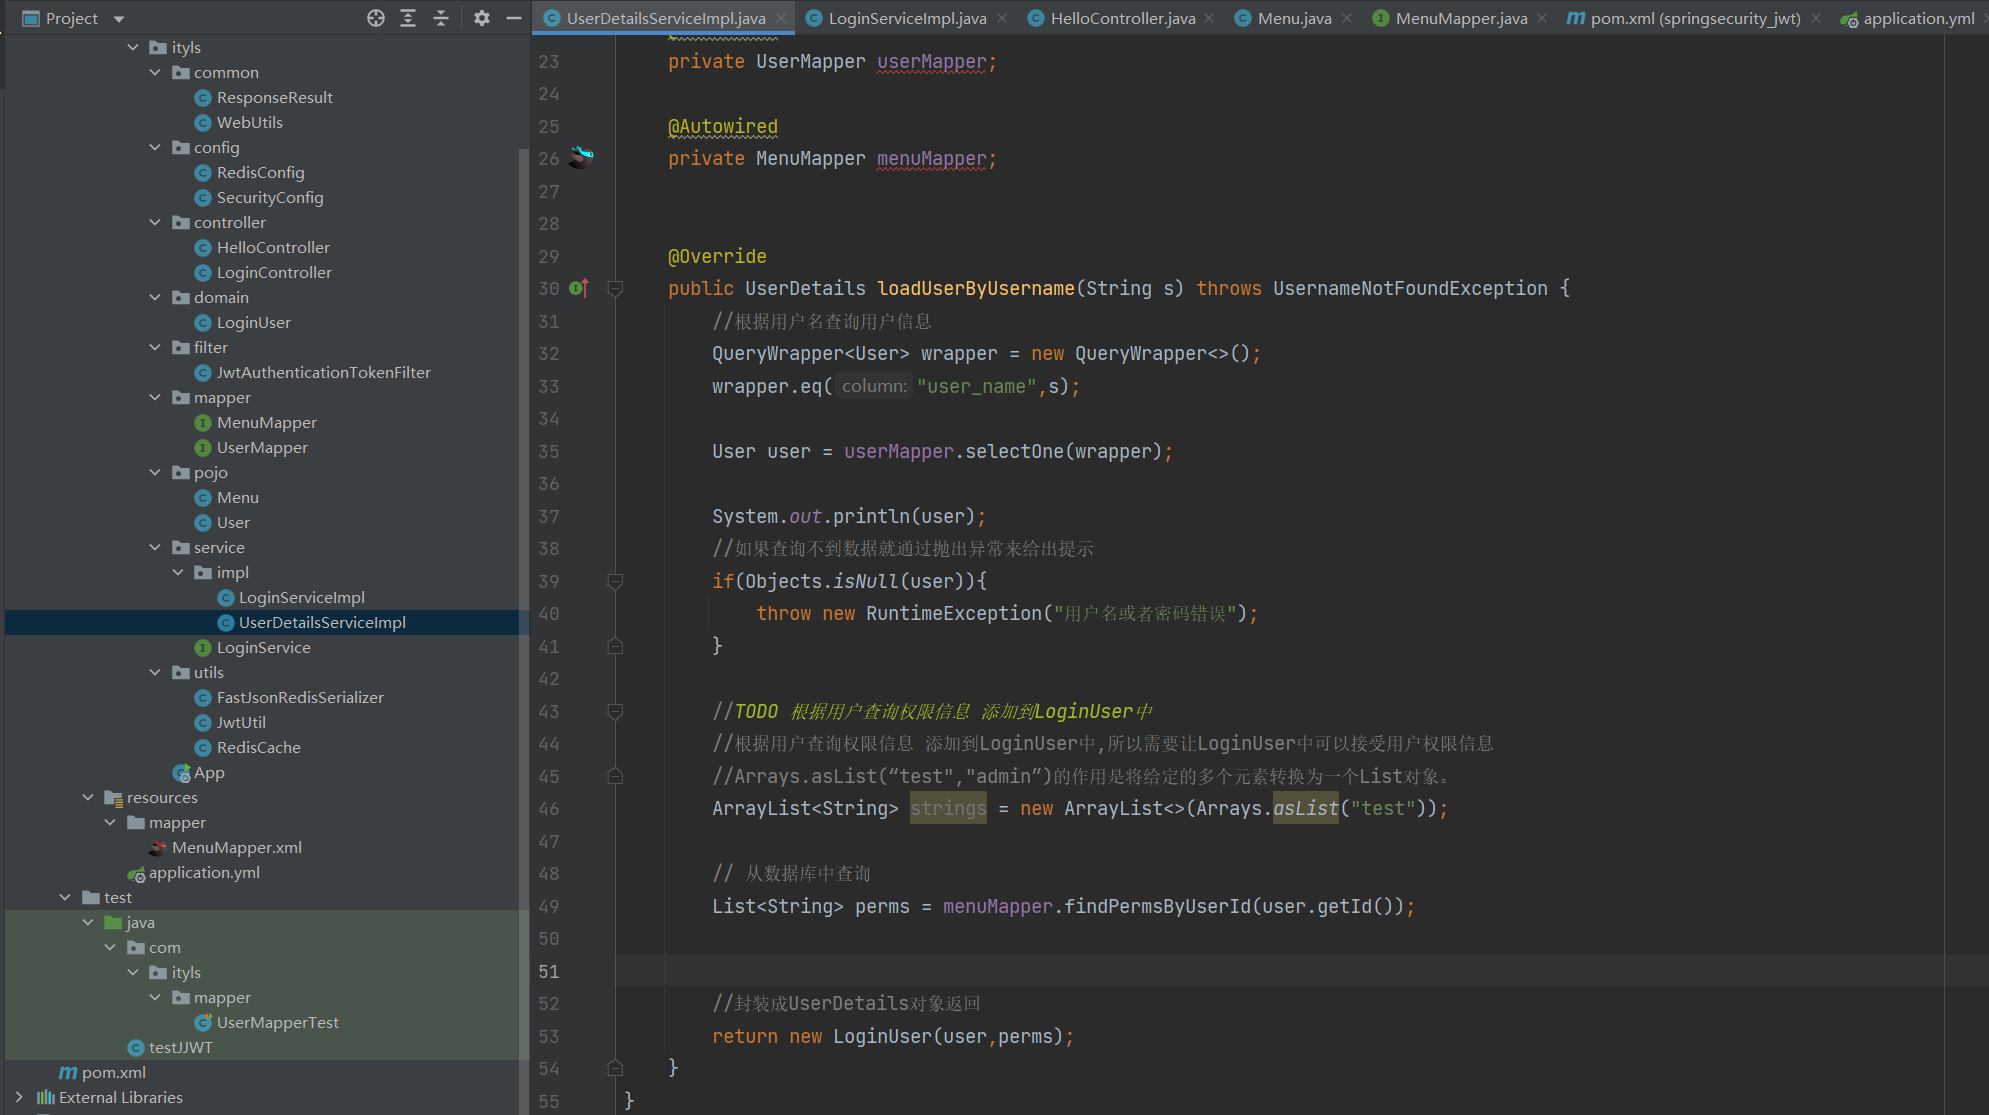 Project
UserDetailsServiceImpl.java
LoginServiceImpl.java
HelloController.java
Menu.java
MenuMapper.java
pom.xml (springsecurity_jwt)
application.yml
ityls
common
ResponseResult
WebUtils
config
RedisConfig
SecurityConfig
controller
HelloController
LoginController
domain
LoginUser
filter
JwtAuthenticationTokenFilter
mapper
MenuMapper
UserMapper
pojo
Menu
User
service
impl
LoginServiceImpl
UserDetailsServiceImpl
LoginService
utils
FastJsonRedisSerializer
JwtUtil
RedisCache
App
resources
mapper
MenuMapper.xml
application.yml
test
java
com
ityls
mapper
UserMapperTest
testJJWT
pom.xml
External Libraries
23 private UserMapper userMapper;
24
25 @Autowired
26 private MenuMapper menuMapper;
27
28
29 @Override
30 public UserDetails loadUserByUsername(String s) throws UsernameNotFoundException {
31 //根据用户名查询用户信息
32 QueryWrapper<User> wrapper = new QueryWrapper<>();
33 wrapper.eq( column: "user_name",s);
34
35 User user = userMapper.selectOne(wrapper);
36
37 System.out.println(user);
38 //如果查询不到数据就通过抛出异常来给出提示
39 if(Objects.isNull(user)){
40 throw new RuntimeException("用户名或者密码错误");
41 }
42
43 //TODO 根据用户查询权限信息 添加到LoginUser中
44 //根据用户查询权限信息 添加到LoginUser中,所以需要让LoginUser中可以接受用户权限信息
45 //Arrays.asList(“test","admin”)的作用是将给定的多个元素转换为一个List对象。
46 ArrayList<String> strings = new ArrayList<>(Arrays.asList("test"));
47
48 // 从数据库中查询
49 List<String> perms = menuMapper.findPermsByUserId(user.getId());
50
51
52 //封装成UserDetails对象返回
53 return new LoginUser(user,perms);
54 }
55 }